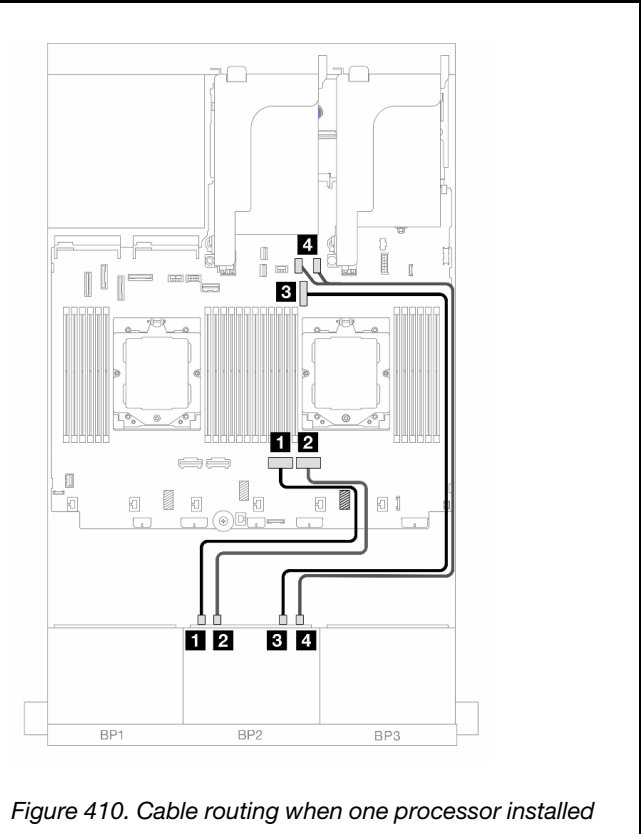 4
3
1 2
1 2 3 4
BP1 BP2 BP3
Figure 410. Cable routing when one processor installed